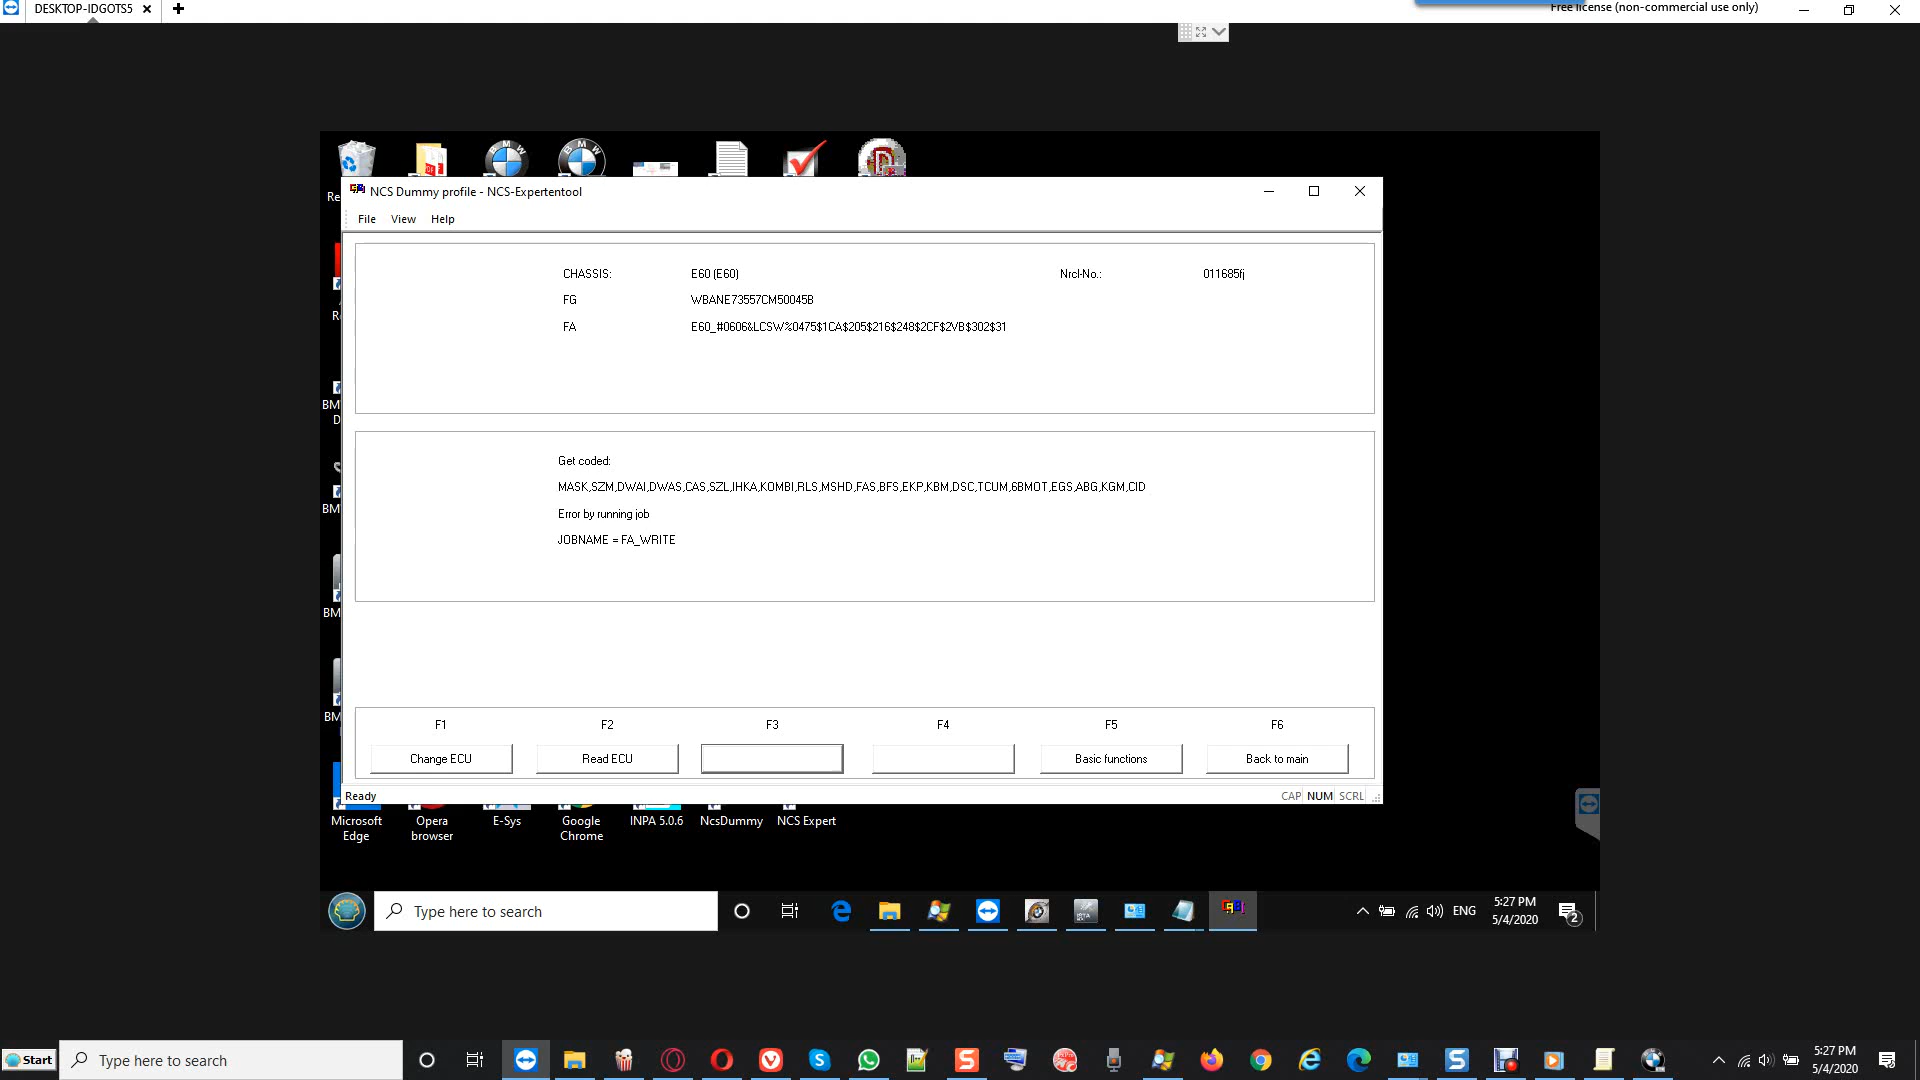 DESKTOP-IDGOTS5
Free license (non-commercial use only)
NCS Dummy profile - NCS-Expertentool
File View Help
CHASSIS: E60 (E60) Nrcl-No.: 011685fj
FG WBANE73557CM50045B
FA E60_#0606&LCSW%0475$1CA$205$216$248$2CF$2VB$302$31
Get coded:
MASK,SZM,DWAI,DWAS,CAS,SZL,IHKA,KOMBI,RLS,MSHD,FAS,BFS,EKP,KBM,DSC,TCUM,6BMOT,EGS,ABG,KGM,CID
Error by running job
JOBNAME = FA_WRITE
F1 F2 F3 F4 F5 F6
Change ECU Read ECU Basic functions Back to main
Ready CAP NUM SCRL
Microsoft Edge
Opera browser
E-Sys
Google Chrome
INPA 5.0.6
NcsDummy
NCS Expert
Type here to search
ENG
5:27 PM
5/4/2020
2
Start
Type here to search
5:27 PM
5/4/2020